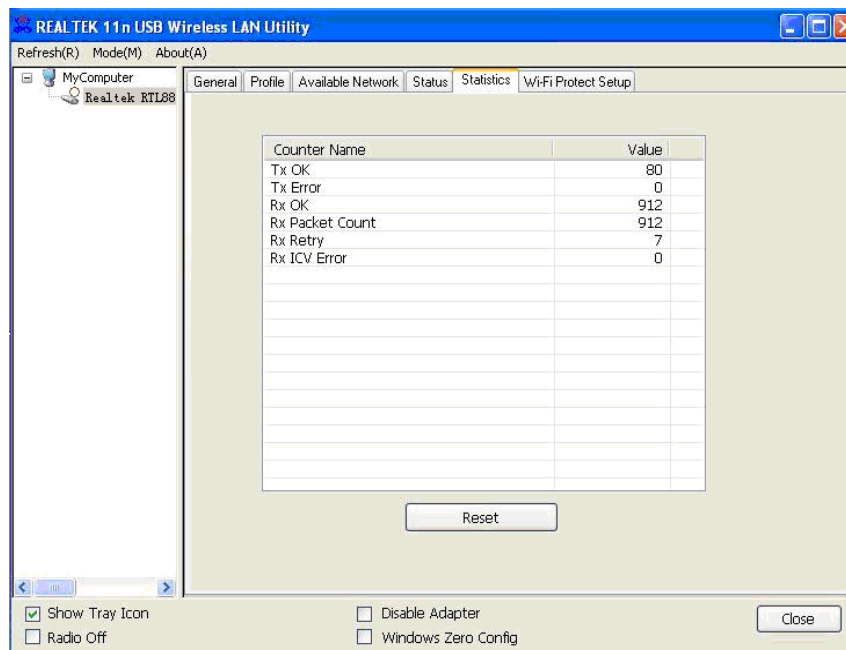 REALTEK 11n USB Wireless LAN Utility
Refresh(R) Mode(M) About(A)
MyComputer
Realtek RTL88
General Profile Available Network Status Statistics Wi-Fi Protect Setup
Counter Name Value
Tx OK 80
Tx Error 0
Rx OK 912
Rx Packet Count 912
Rx Retry 7
Rx ICV Error 0
Reset
Show Tray Icon Disable Adapter
Radio Off Windows Zero Config
Close